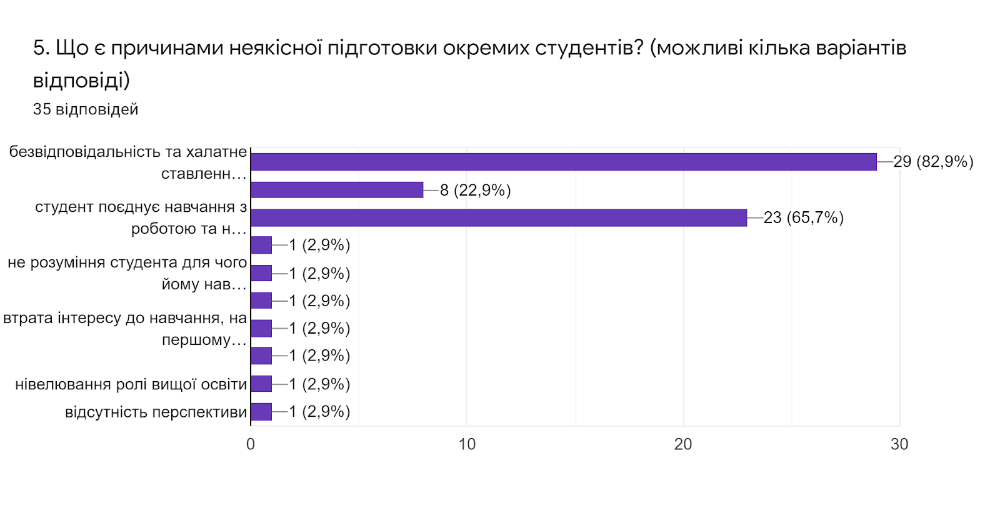 5. Що є причинами неякісної підготовки окремих студентів? (можливі кілька варіантів
відповіді)
35 відповідей
безвідповідальність та халатне
ставленн…
29 (82,9%)
8 (22,9%)
студент поєднує навчання з
роботою та н…
23 (65,7%)
1 (2,9%)
не розуміння студента для чого
йому нав…
1 (2,9%)
1 (2,9%)
втрата інтересу до навчання, на
першому…
1 (2,9%)
1 (2,9%)
нівелювання ролі вищої освіти
1 (2,9%)
відсутність перспективи
1 (2,9%)
0
10
20
30